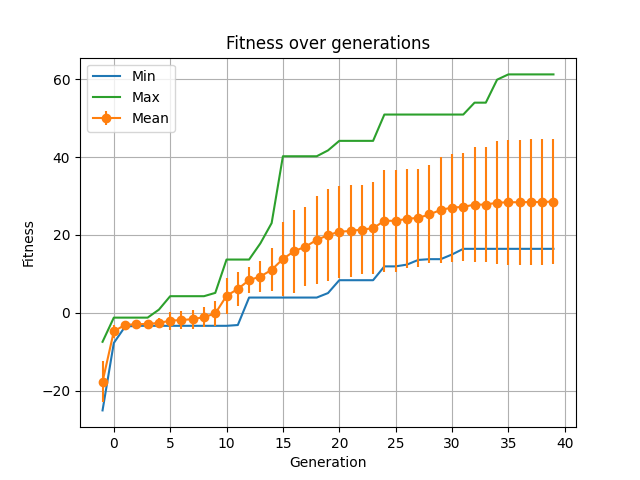 Fitness over generations
Min
Max
Mean
Fitness
60
40
20
0
−20
0 5 10 15 20 25 30 35 40
Generation